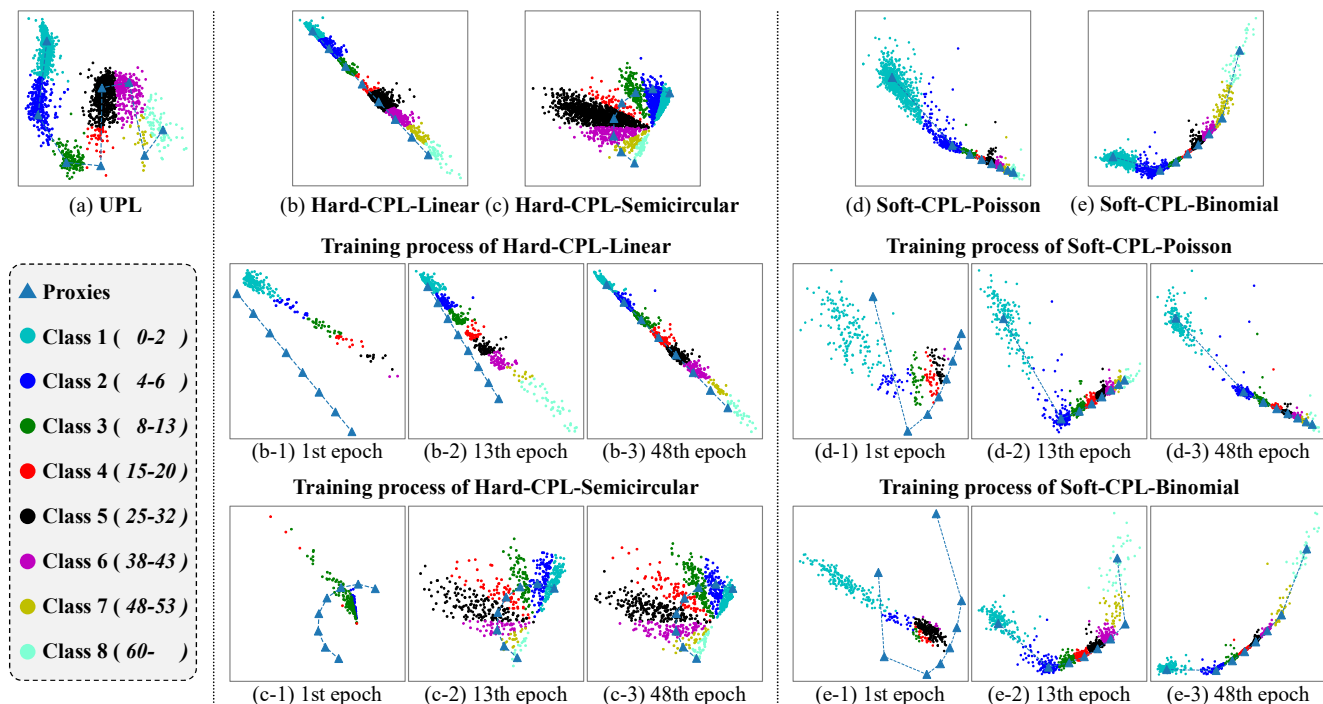 (a) UPL
(b) Hard-CPL-Linear
(c) Hard-CPL-Semicircular
(d) Soft-CPL-Poisson
(e) Soft-CPL-Binomial
Proxies
Class 1 ( 0-2 )
Class 2 ( 4-6 )
Class 3 ( 8-13 )
Class 4 ( 15-20 )
Class 5 ( 25-32 )
Class 6 ( 38-43 )
Class 7 ( 48-53 )
Class 8 ( 60- )
Training process of Hard-CPL-Linear
(b-1) 1st epoch
(b-2) 13th epoch
(b-3) 48th epoch
Training process of Hard-CPL-Semicircular
(c-1) 1st epoch
(c-2) 13th epoch
(c-3) 48th epoch
Training process of Soft-CPL-Poisson
(d-1) 1st epoch
(d-2) 13th epoch
(d-3) 48th epoch
Training process of Soft-CPL-Binomial
(e-1) 1st epoch
(e-2) 13th epoch
(e-3) 48th epoch